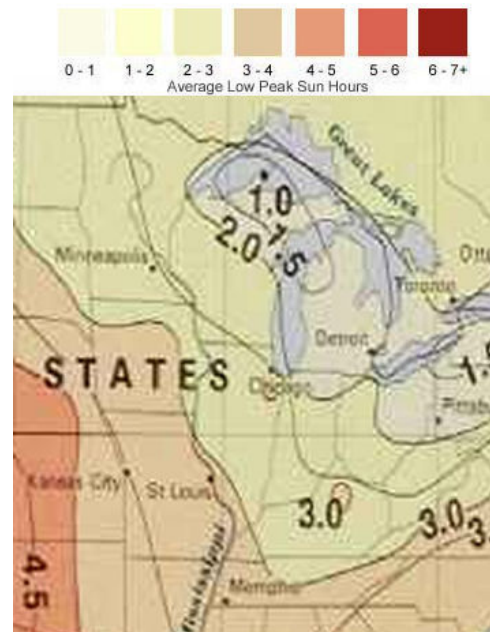 0 - 1 1 - 2 2 - 3 3 - 4 4 - 5 5 - 6 6 - 7+
Average Low Peak Sun Hours
Great Lakes
1.0
2.0
1.5
Minneapolis
Toronto
Detroit
STATES
Chicago
Kansas City
St Louis
3.0
3.0
4.5
Mississippi
Memphis